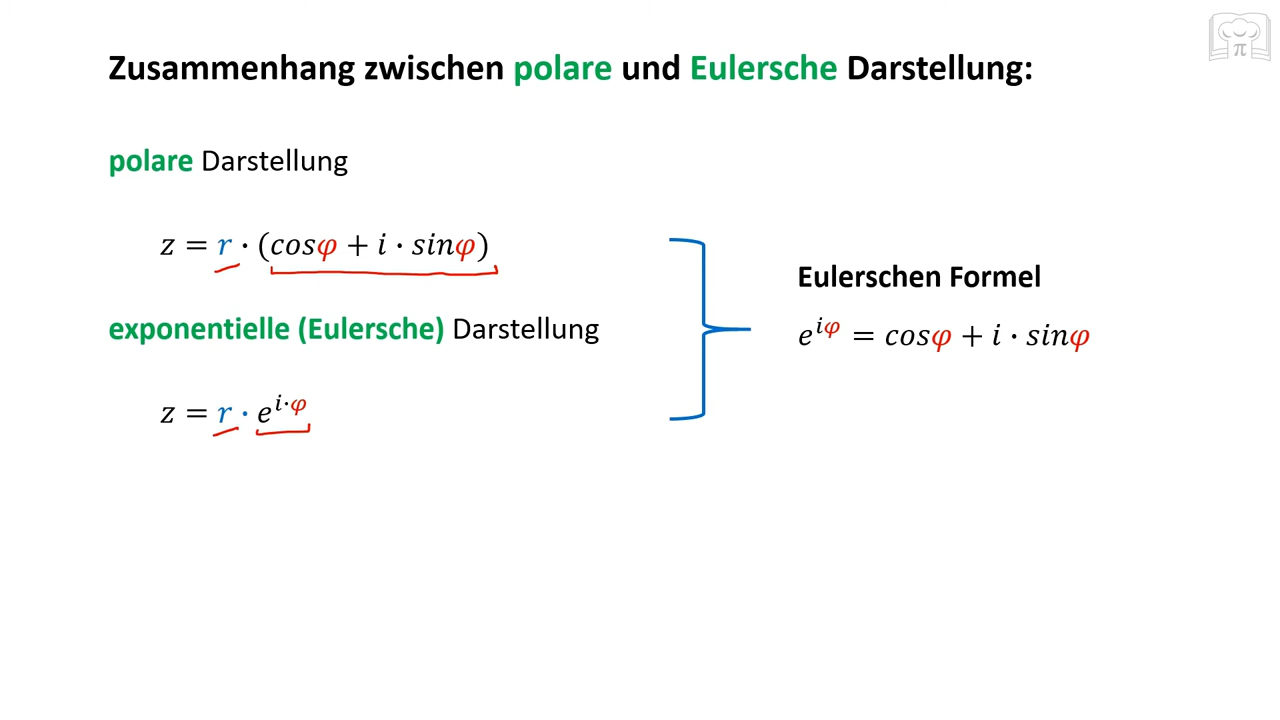 Zusammenhang zwischen polare und Eulersche Darstellung:
polare Darstellung
z = r · (cosφ + i · sinφ)
exponentielle (Eulersche) Darstellung
z = r · e^{i·φ}
Eulerschen Formel
e^{iφ} = cosφ + i · sinφ
π